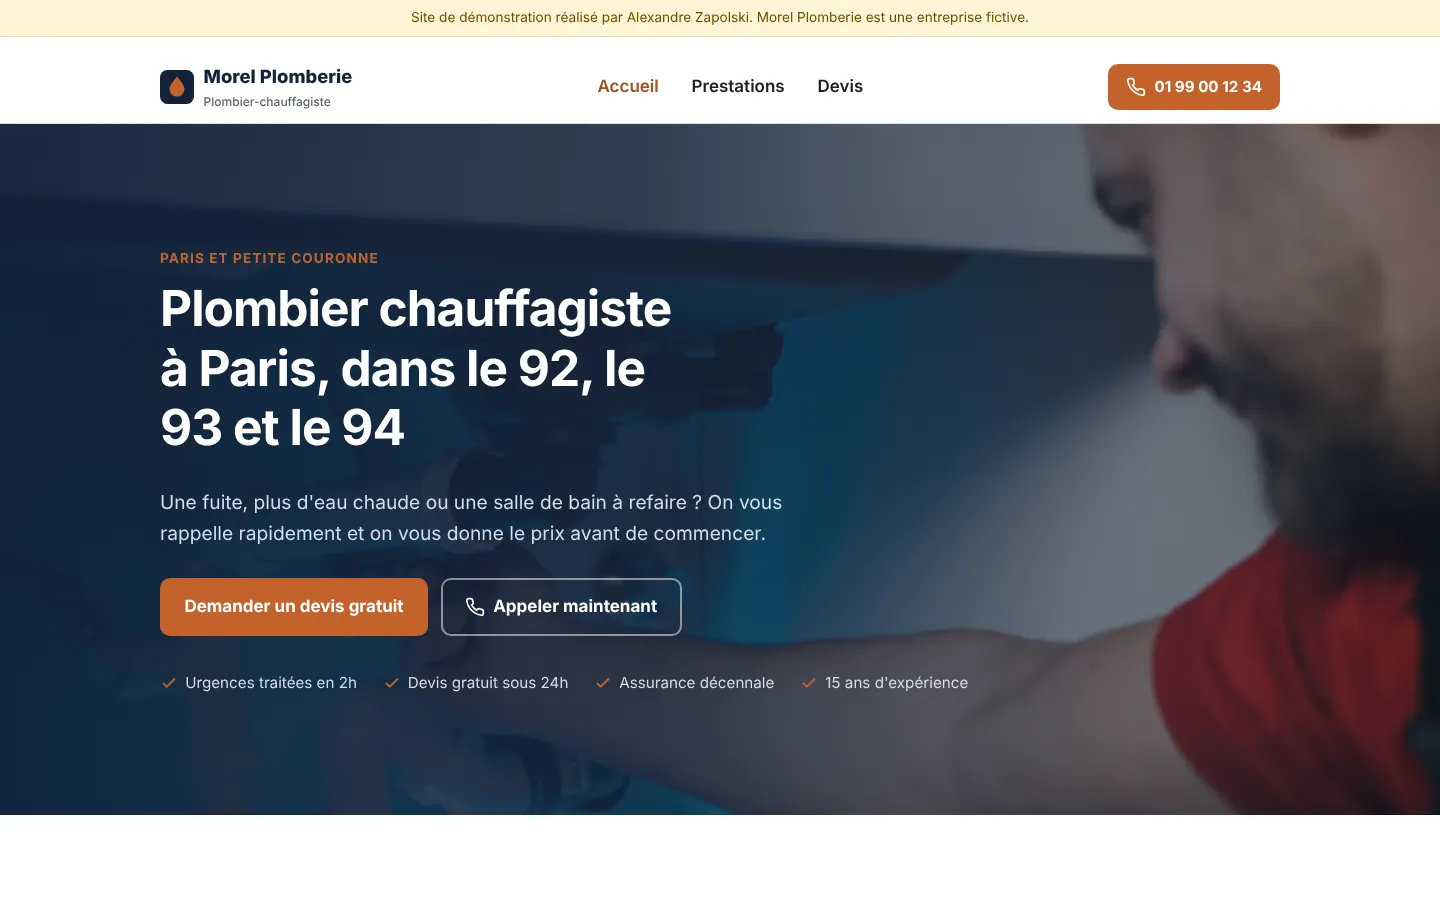 Site de démonstration réalisé par Alexandre Zapolski. Morel Plomberie est une entreprise fictive.
Morel Plomberie
Plombier-chauffagiste
Accueil
Prestations
Devis
01 99 00 12 34
PARIS ET PETITE COURONNE
Plombier chauffagiste
à Paris, dans le 92, le
93 et le 94
Une fuite, plus d'eau chaude ou une salle de bain à refaire ? On vous
rappelle rapidement et on vous donne le prix avant de commencer.
Demander un devis gratuit
Appeler maintenant
Urgences traitées en 2h
Devis gratuit sous 24h
Assurance décennale
15 ans d'expérience